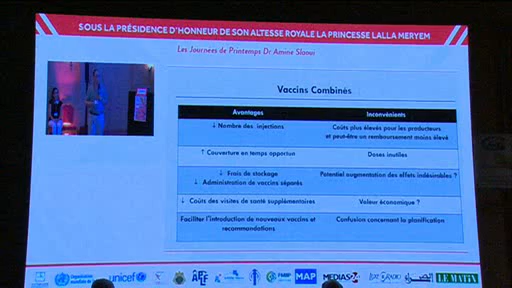 SOUS LA PRÉSIDENCE D'HONNEUR DE SON ALTESSE ROYALE LA PRINCESSE LALLA MERYEM
Les Journées de Printemps Dr Amine Slaoui
Vaccins Combinés
Avantages Inconvénients
↓ Nombre des injections Coûts plus élevés pour les producteurs
et peut-être un remboursement moins élevé
↑ Couverture en temps opportun Doses inutiles
↓ Frais de stockage Potentiel augmentation des effets indésirables ?
↓ Administration de vaccins séparés
↓ Coûts des visites de santé supplémentaires Valeur économique ?
Faciliter l'introduction de nouveaux vaccins et Confusion concernant la planification
recommandations
Organisation
unicef MAP MEDIAS24 LE MATIN